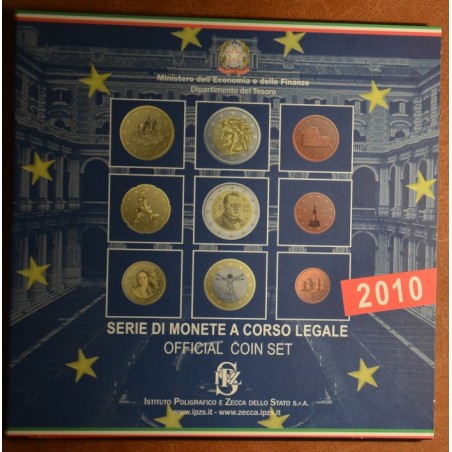 Ministero dell'Economia e delle Finanze
Dipartimento del Tesoro
2010
SERIE DI MONETE A CORSO LEGALE
OFFICIAL COIN SET
IPZS
ISTITUTO POLIGRAFICO E ZECCA DELLO STATO S.P.A.
www.ipzs.it - www.zecca.ipzs.it